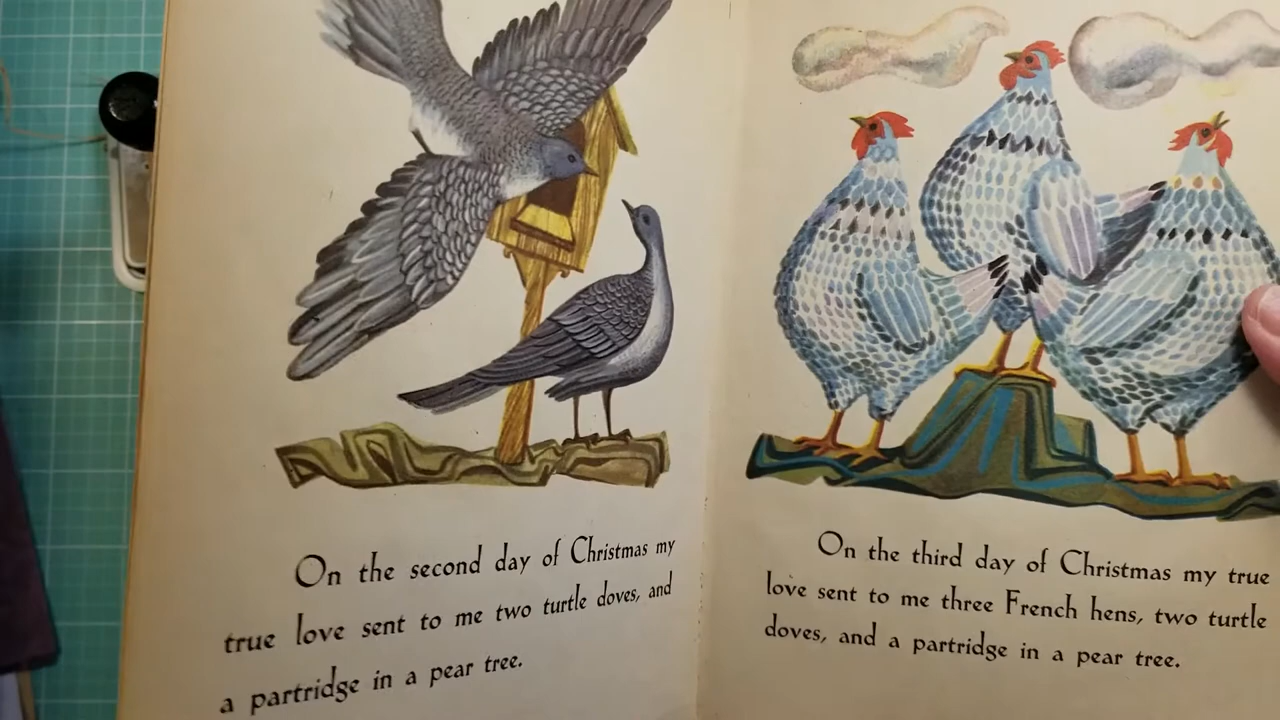 On the second day of Christmas my
true love sent to me two turtle doves, and
a partridge in a pear tree.
On the third day of Christmas my true
love sent to me three French hens, two turtle
doves, and a partridge in a pear tree.